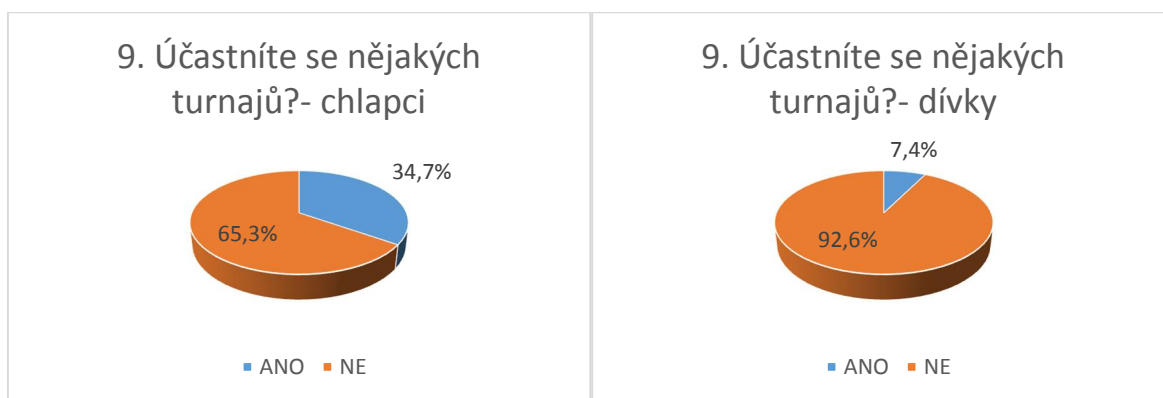 9. Účastníte se nějakých
turnajů?- chlapci
34,7%
65,3%
ANO NE
9. Účastníte se nějakých
turnajů?- dívky
7,4%
92,6%
ANO NE